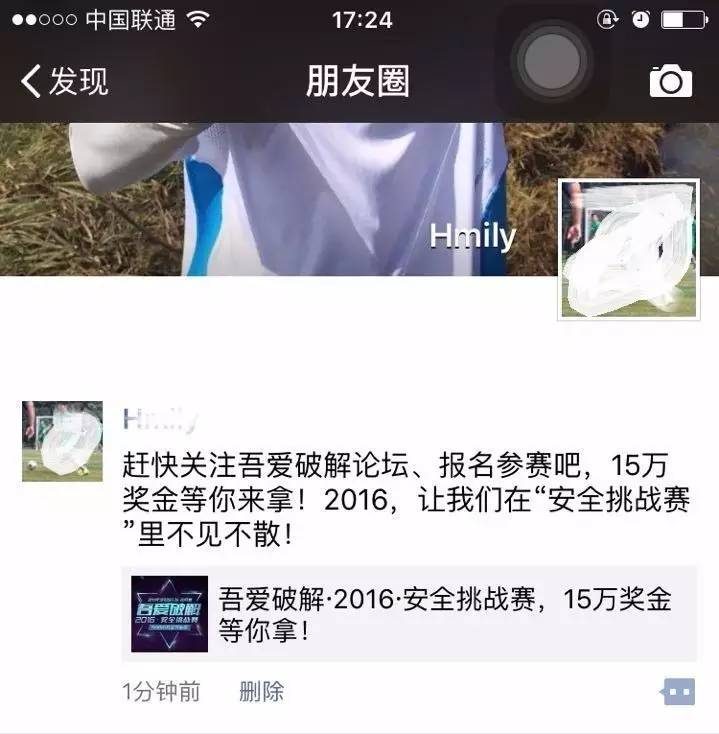 中国联通 17:24
发现 朋友圈
Hmily
Hmily
赶快关注吾爱破解论坛、报名参赛吧，15万
奖金等你来拿！2016，让我们在“安全挑战赛
”里不见不散！
吾爱破解
2016·安全挑战赛
吾爱破解·2016·安全挑战赛，15万奖金
等你拿！
1分钟前 删除